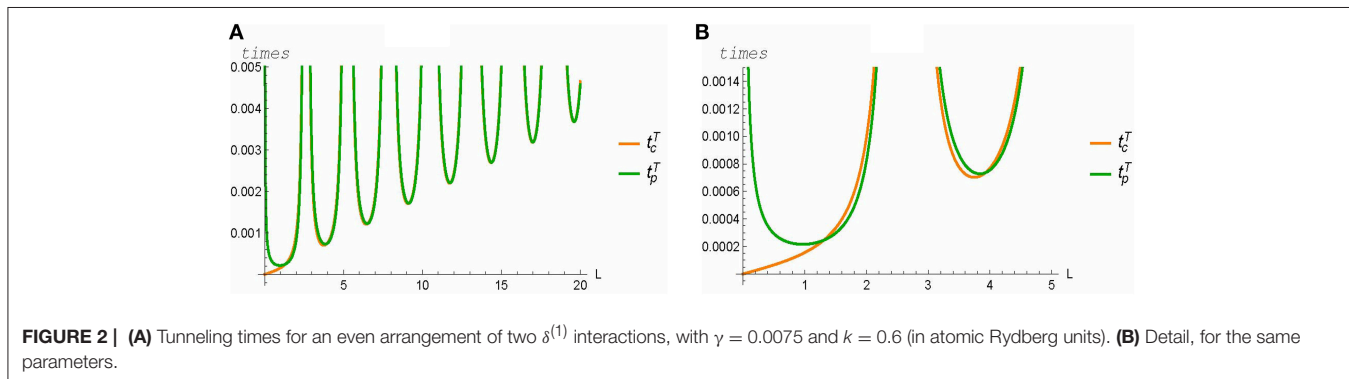 A
times
0.005
0.004
0.003
0.002
0.001
5
10
15
20
L
t_c^T
t_p^T
B
times
0.0014
0.0012
0.0010
0.0008
0.0006
0.0004
0.0002
1
2
3
4
5
L
t_c^T
t_p^T
FIGURE 2 | (A) Tunneling times for an even arrangement of two δ⁽¹⁾ interactions, with γ = 0.0075 and k = 0.6 (in atomic Rydberg units). (B) Detail, for the same
parameters.